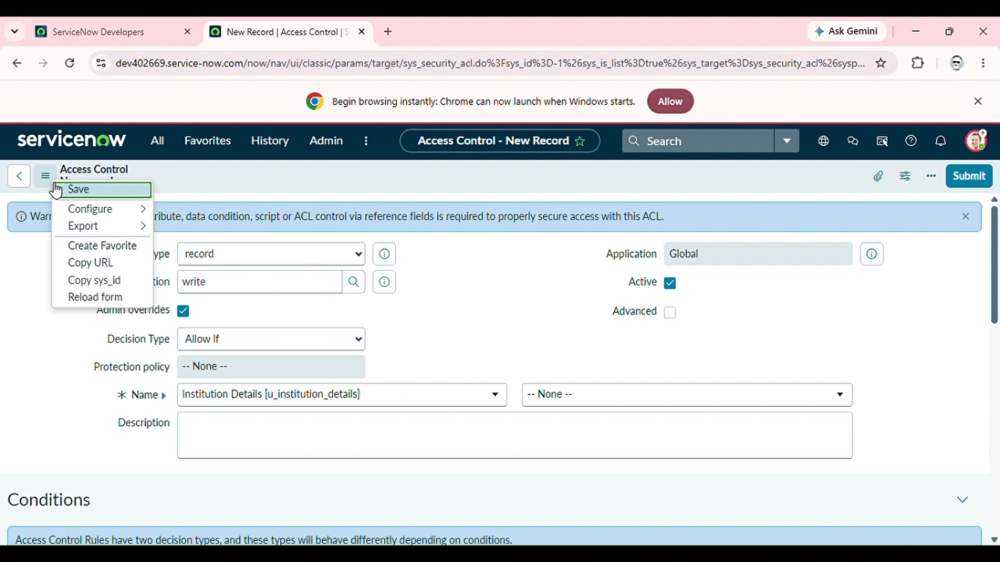 ServiceNow Developers
New Record | Access Control | S
Ask Gemini
dev402669.service-now.com/now/nav/ui/classic/params/target/sys_security_acl.do%3Fsys_id%3D-1%26sys_is_list%3Dtrue%26sys_target%3Dsys_security_acl%26sysp...
Begin browsing instantly: Chrome can now launch when Windows starts.
Allow
servicenow
All
Favorites
History
Admin
Access Control - New Record
Search
Access Control
Submit
Save
Configure
Export
Create Favorite
Copy URL
Copy sys_id
Reload form
Warn
ribute, data condition, script or ACL control via reference fields is required to properly secure access with this ACL.
ype
record
Application
Global
tion
write
Active
Admin overrides
Advanced
Decision Type
Allow If
Protection policy
-- None --
Name
Institution Details [u_institution_details]
-- None --
Description
Conditions
Access Control Rules have two decision types, and these types will behave differently depending on conditions.